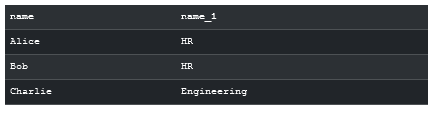 name name_1
Alice HR
Bob HR
Charlie Engineering